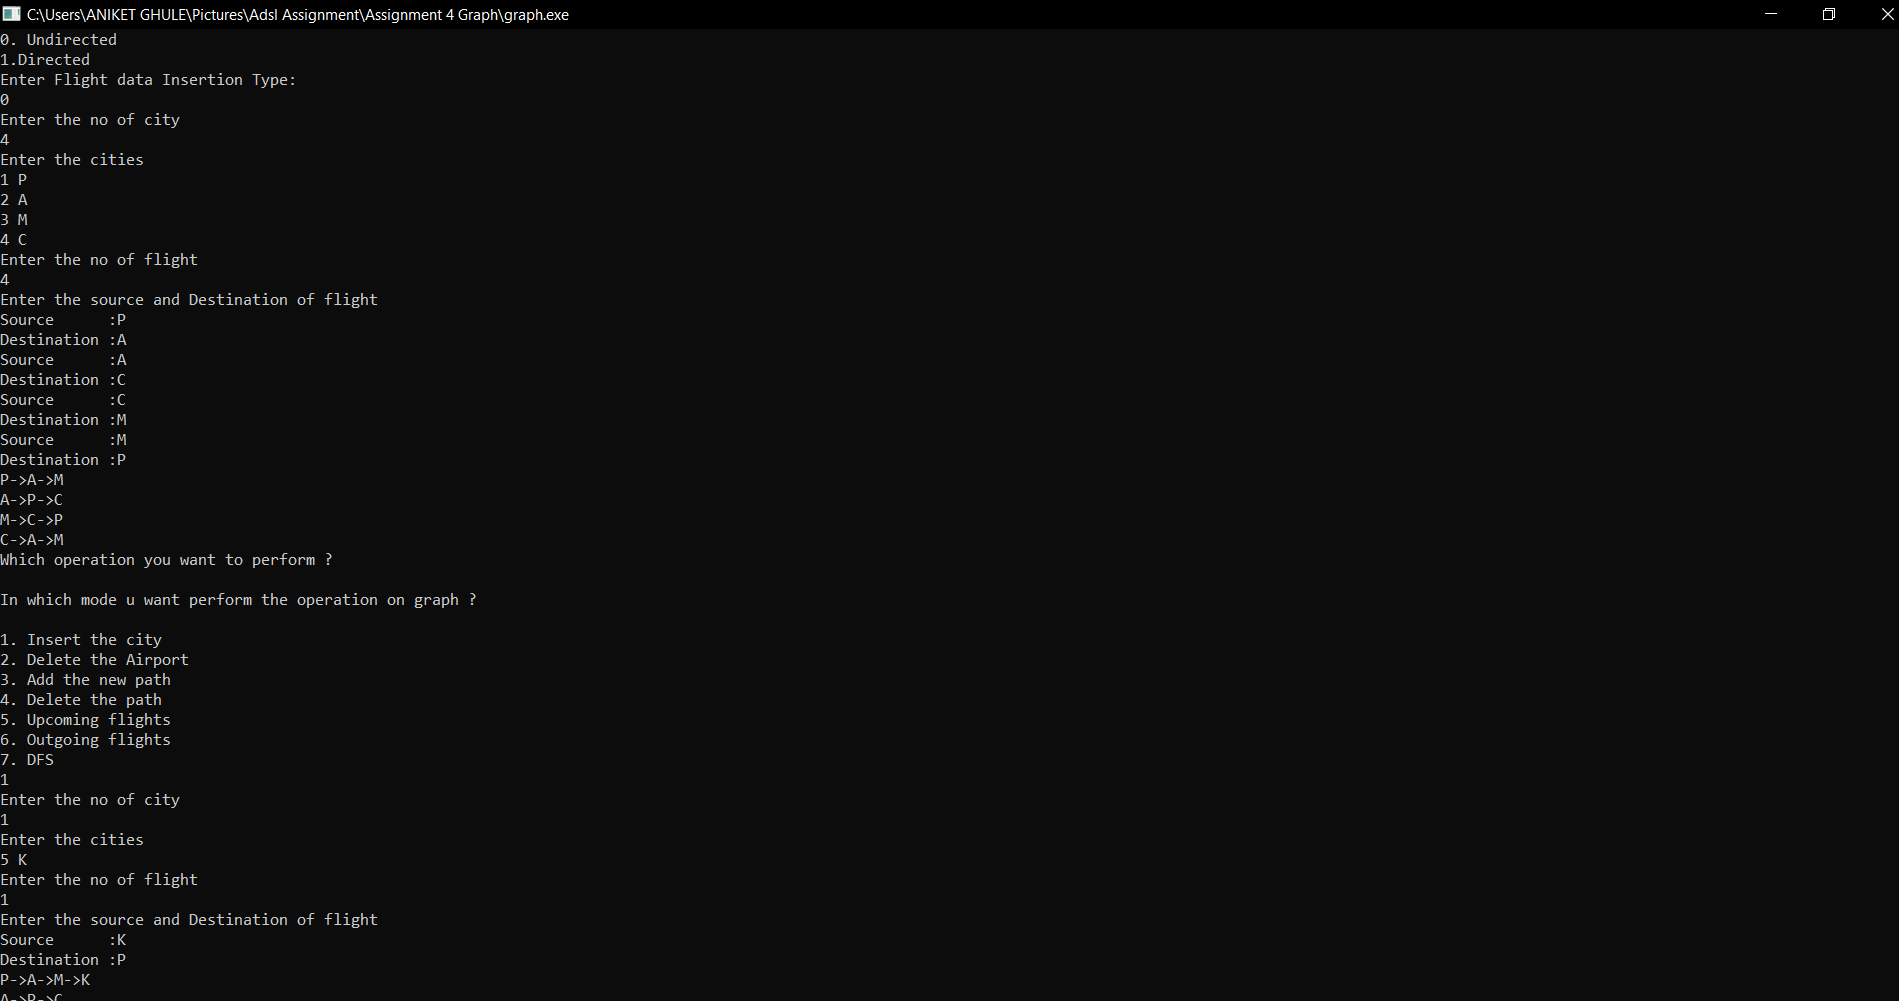 C:\Users\ANIKET GHULE\Pictures\Adsl Assignment\Assignment 4 Graph\graph.exe
0. Undirected
1.Directed
Enter Flight data Insertion Type:
0
Enter the no of city
4
Enter the cities
1 P
2 A
3 M
4 C
Enter the no of flight
4
Enter the source and Destination of flight
Source      :P
Destination :A
Source      :A
Destination :C
Source      :C
Destination :M
Source      :M
Destination :P
P->A->M
A->P->C
M->C->P
C->A->M
Which operation you want to perform ?
In which mode u want perform the operation on graph ?
1. Insert the city
2. Delete the Airport
3. Add the new path
4. Delete the path
5. Upcoming flights
6. Outgoing flights
7. DFS
1
Enter the no of city
1
Enter the cities
5 K
Enter the no of flight
1
Enter the source and Destination of flight
Source      :K
Destination :P
P->A->M->K
A->P->C